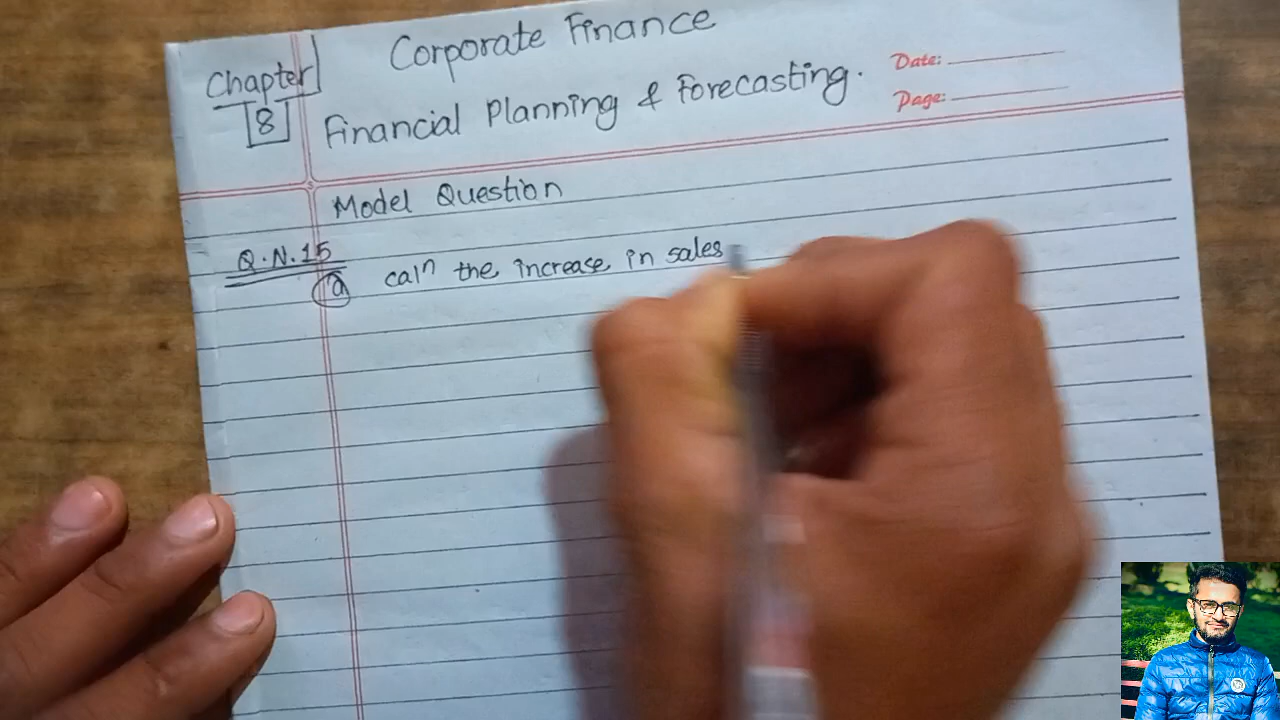 Corporate Finance
Chapter 8
Financial Planning & Forecasting.
Date:
Page:
Model Question
Q.N.15
a calⁿ the increase in sales